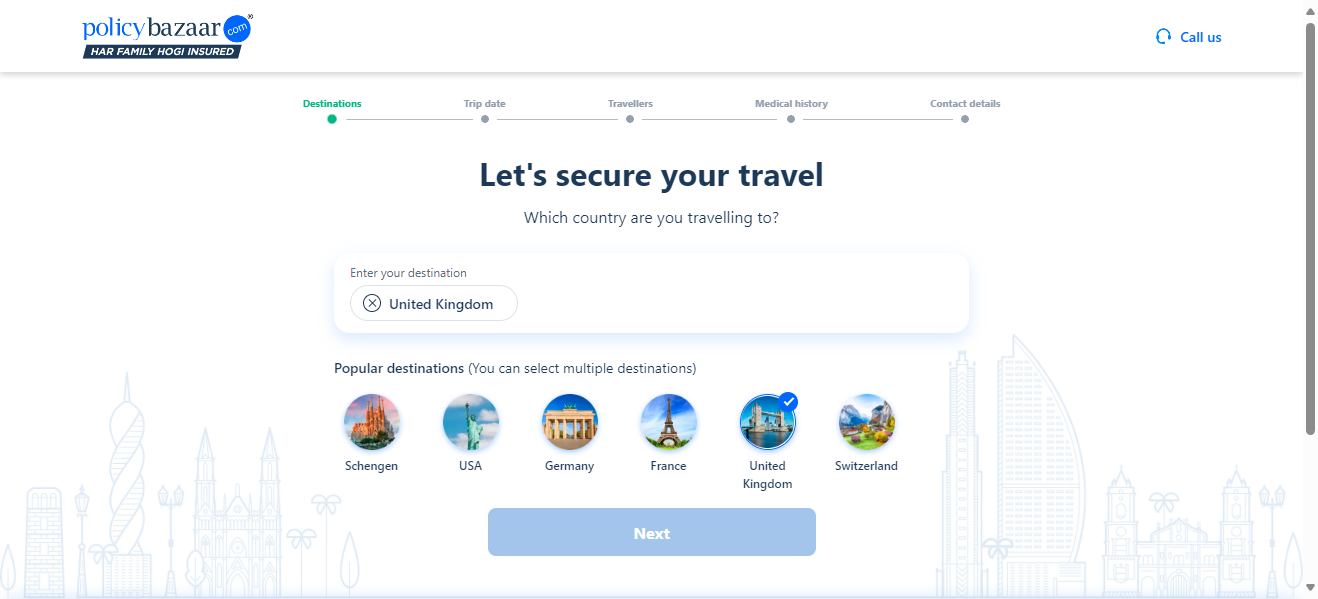 policybazaar.com®
HAR FAMILY HOGI INSURED
Call us
Destinations
Trip date
Travellers
Medical history
Contact details
Let's secure your travel
Which country are you travelling to?
Enter your destination
United Kingdom
Popular destinations (You can select multiple destinations)
Schengen
USA
Germany
France
United
Kingdom
Switzerland
Next